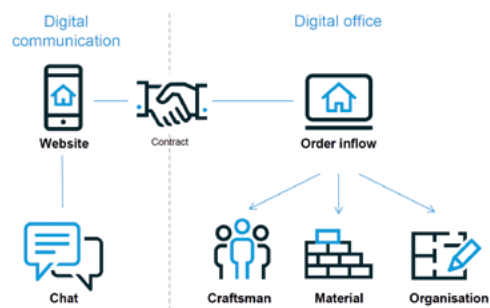 Digital
communication
Digital office
Website
Contract
Order inflow
Chat
Craftsman
Material
Organisation